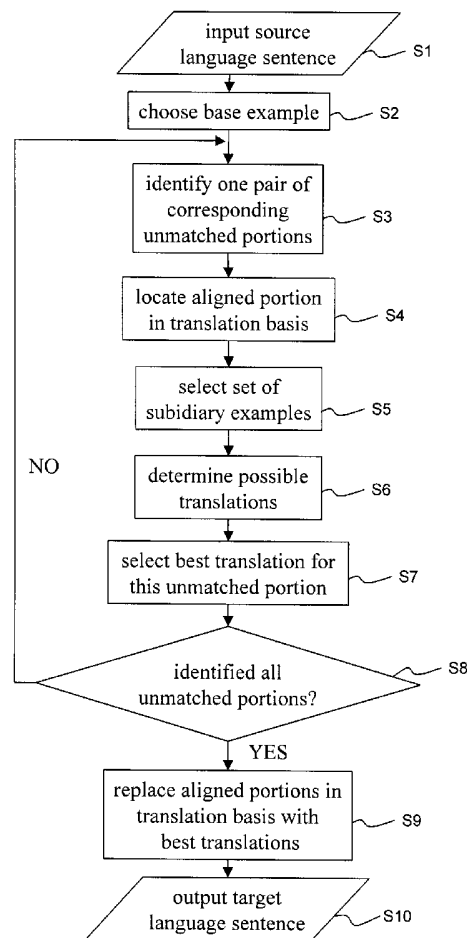 input source
language sentence
S1
choose base example
S2
identify one pair of
corresponding
unmatched portions
S3
locate aligned portion
in translation basis
S4
select set of
subsidiary examples
S5
determine possible
translations
S6
select best translation for
this unmatched portion
S7
identified all
unmatched portions?
S8
NO
YES
replace aligned portions in
translation basis with
best translations
S9
output target
language sentence
S10